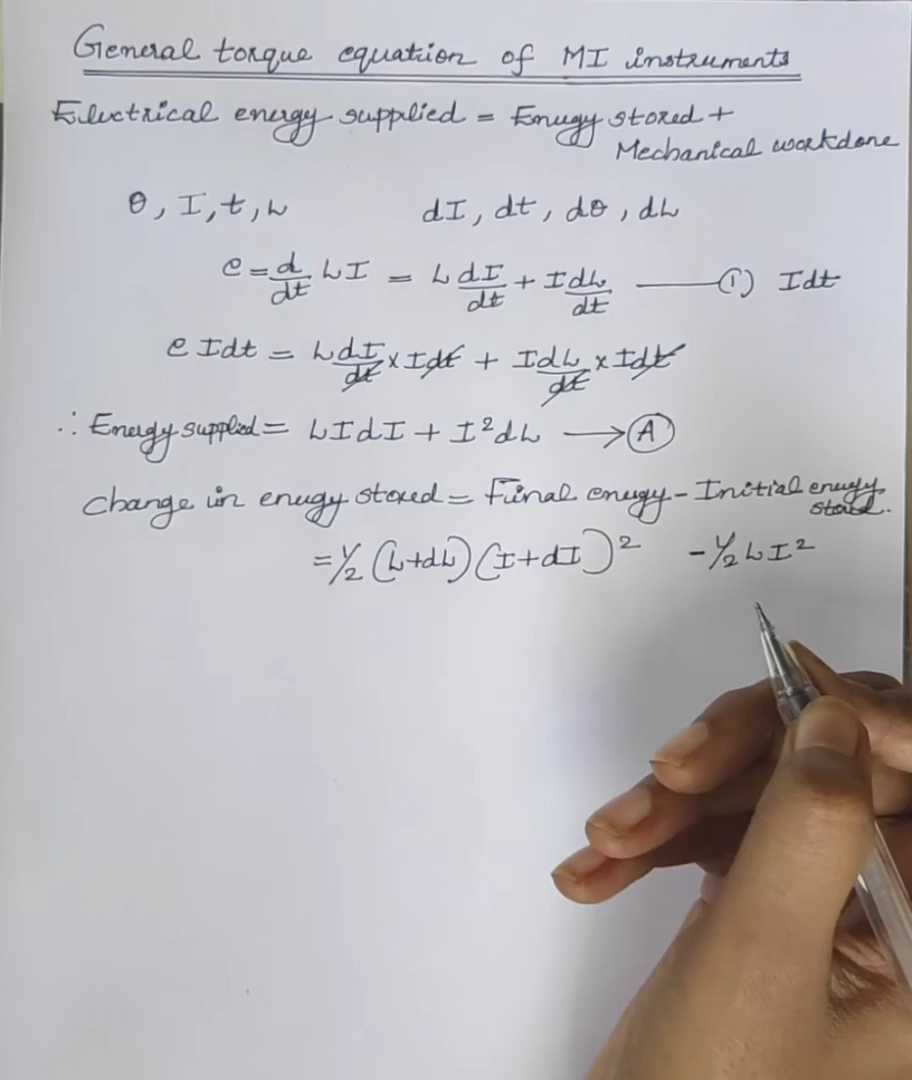 General torque equation of MI instruments
Electrical energy supplied = Energy stored +
Mechanical workdone
θ, I, t, L dI, dt, dθ, dL
e = d/dt LI = L dI/dt + I dL/dt —— (1) Idt
e Idt = L dI/dt × Idt + I dL/dt × Idt
∴ Energy supplied = LIdI + I²dL → (A)
Change in energy stored = Final energy - Initial energy stored.
= 1/2 (L+dL) (I+dI)² - 1/2 LI²